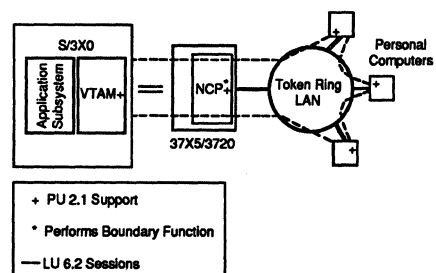 S/3X0
Application
Subsystem
VTAM+
NCP*
+
37X5/3720
Token Ring
LAN
Personal
Computers
+
+
+
+ PU 2.1 Support
* Performs Boundary Function
LU 6.2 Sessions